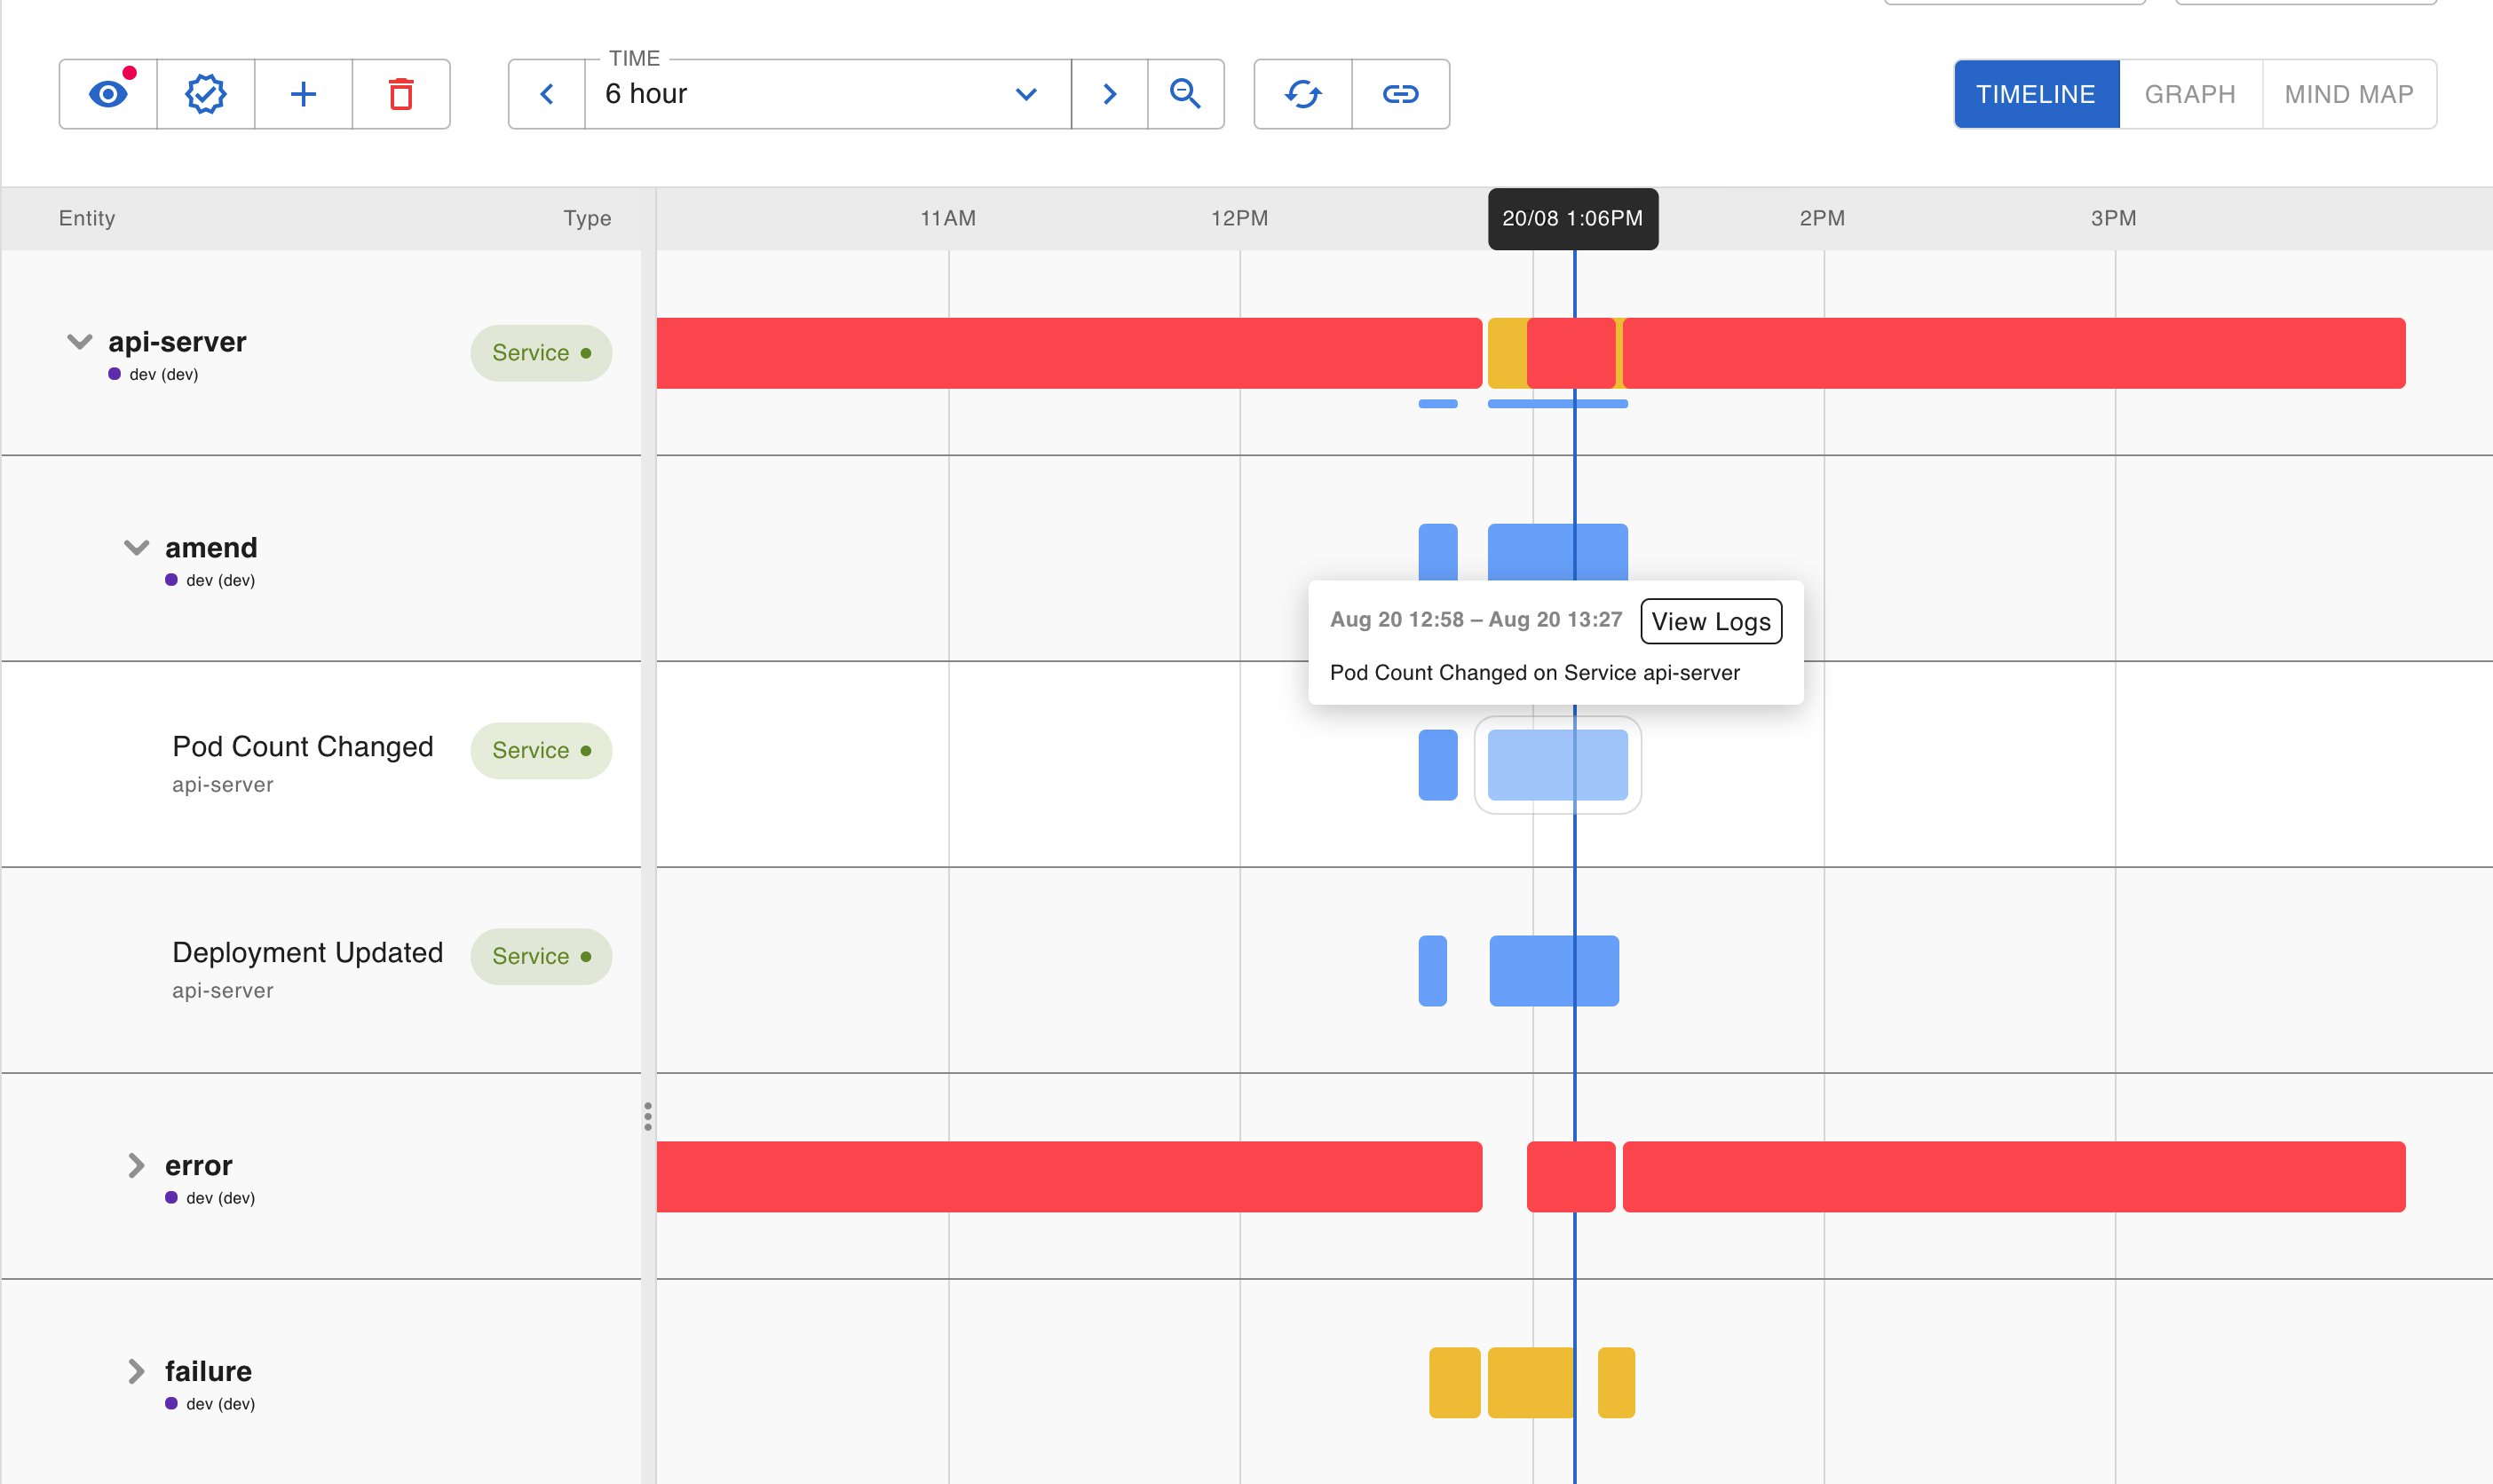 TIME
6 hour
TIMELINE GRAPH MIND MAP
Entity Type 11AM 12PM 20/08 1:06PM 2PM 3PM
api-server
dev (dev)
Service
amend
dev (dev)
Aug 20 12:58 – Aug 20 13:27 View Logs
Pod Count Changed on Service api-server
Pod Count Changed
api-server
Service
Deployment Updated
api-server
Service
error
dev (dev)
failure
dev (dev)